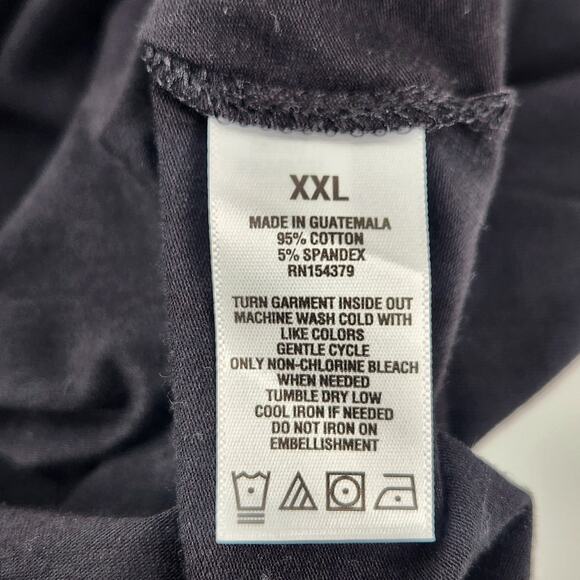 XXL
MADE IN GUATEMALA
95% COTTON
5% SPANDEX
RN154379
TURN GARMENT INSIDE OUT
MACHINE WASH COLD WITH
LIKE COLORS
GENTLE CYCLE
ONLY NON-CHLORINE BLEACH
WHEN NEEDED
TUMBLE DRY LOW
COOL IRON IF NEEDED
DO NOT IRON ON
EMBELLISHMENT